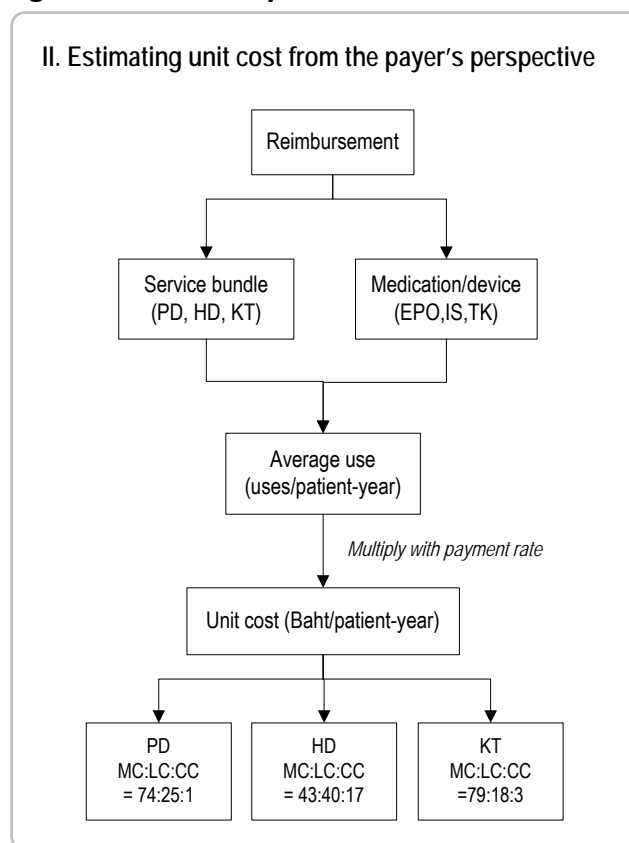 II. Estimating unit cost from the payer's perspective
Reimbursement
Service bundle
(PD, HD, KT)
Medication/device
(EPO,IS,TK)
Average use
(uses/patient-year)
Multiply with payment rate
Unit cost (Baht/patient-year)
PD
MC:LC:CC
= 74:25:1
HD
MC:LC:CC
= 43:40:17
KT
MC:LC:CC
=79:18:3